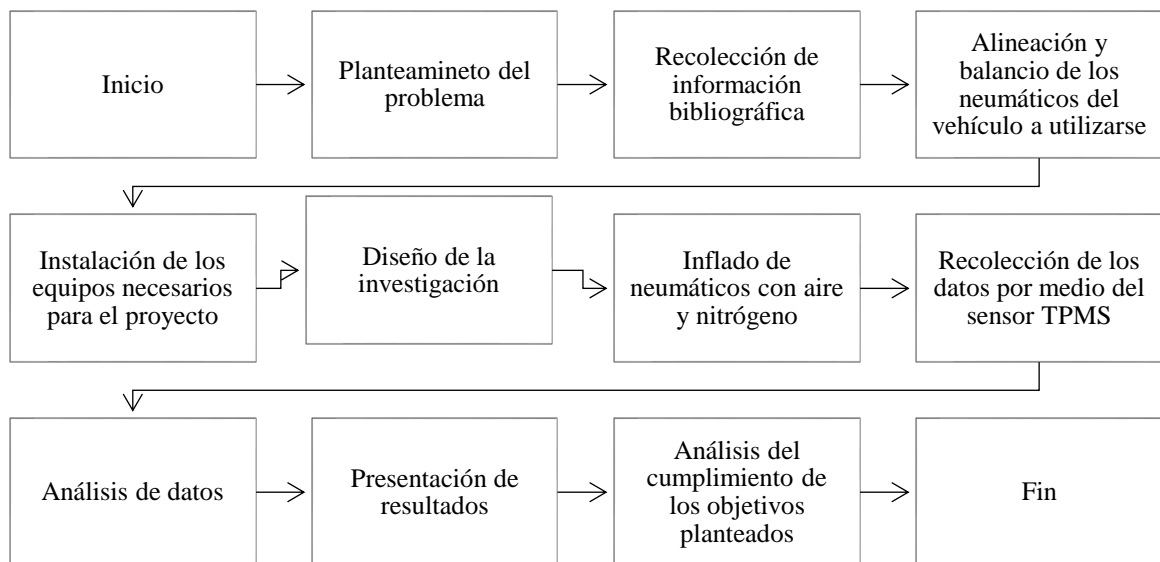 Inicio
Planteamineto del
problema
Recolección de
información
bibliográfica
Alineación y
balancio de los
neumáticos del
vehículo a utilizarse
Instalación de los
equipos necesarios
para el proyecto
Diseño de la
investigación
Inflado de
neumáticos con aire
y nitrógeno
Recolección de los
datos por medio del
sensor TPMS
Análisis de datos
Presentación de
resultados
Análisis del
cumplimiento de
los objetivos
planteados
Fin